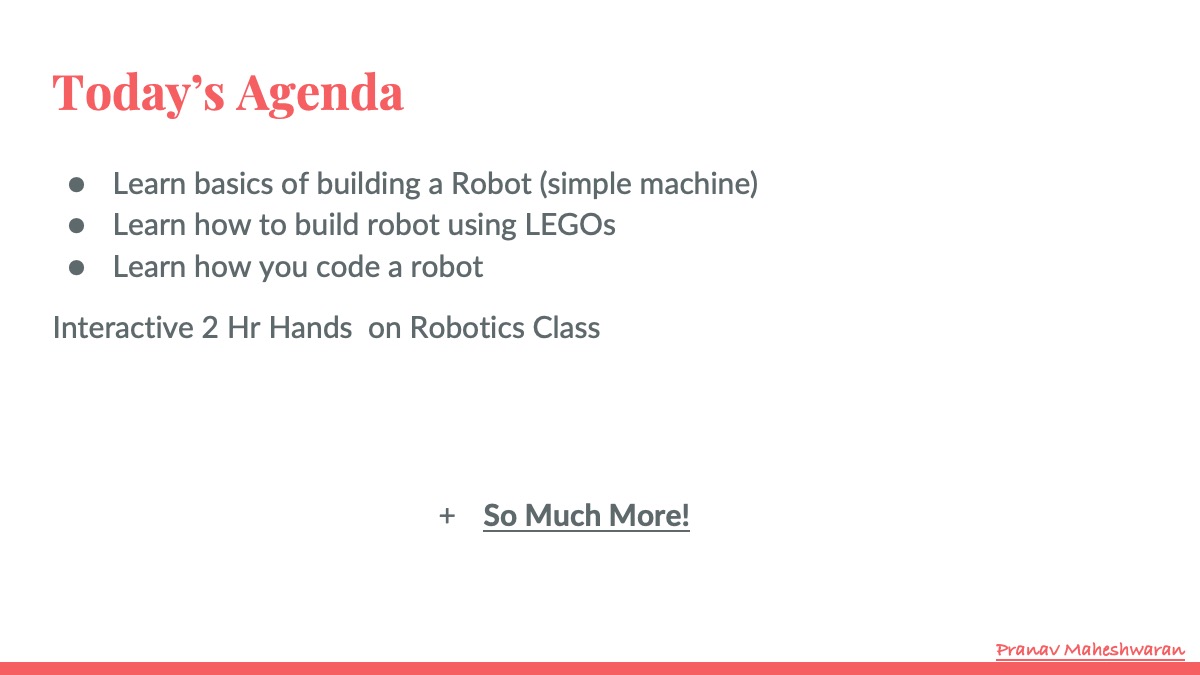 Today’s Agenda
● Learn basics of building a Robot (simple machine)
● Learn how to build robot using LEGOs
● Learn how you code a robot
Interactive 2 Hr Hands  on Robotics Class
+ So Much More!
Pranav Maheshwaran